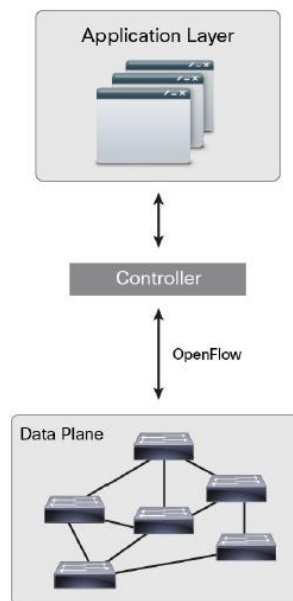 Application Layer
Controller
OpenFlow
Data Plane